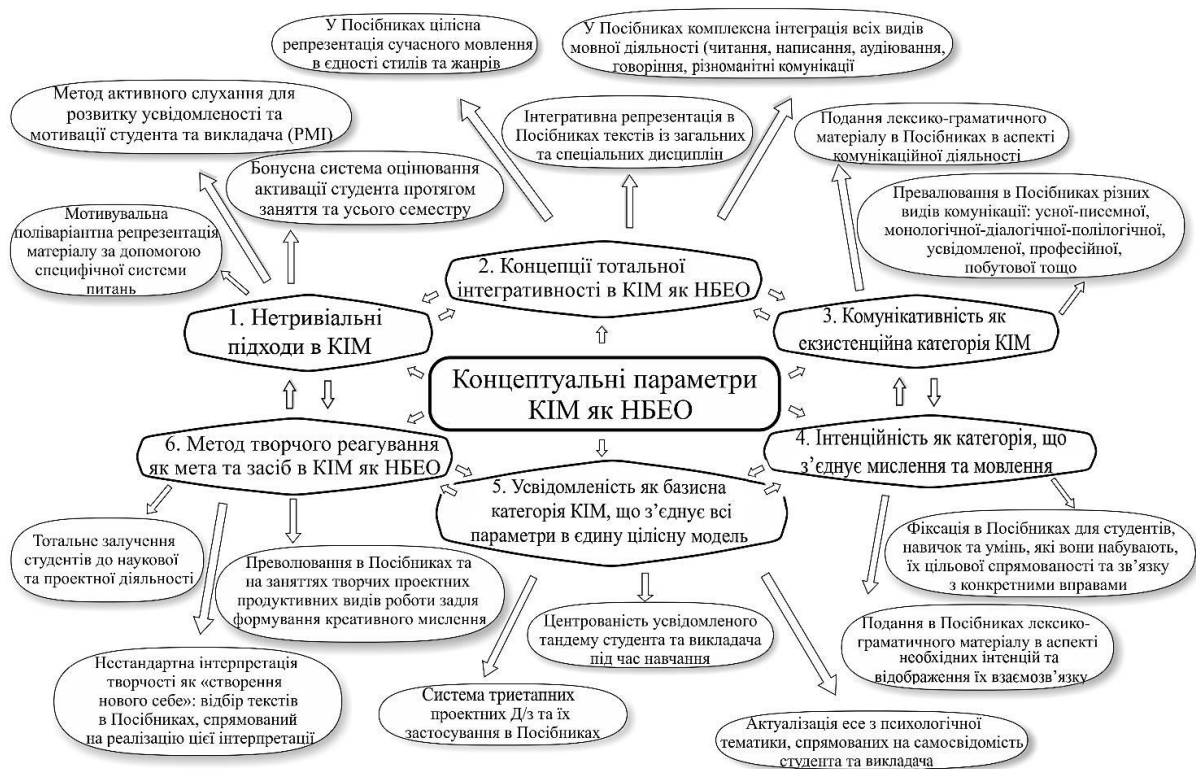 У Посібниках цілісна
репрезентація сучасного мовлення
в єдності стилів та жанрів
У Посібниках комплексна інтеграція всіх видів
мовної діяльності (читання, написання, аудіювання,
говоріння, різноманітні комунікації
Метод активного слухання для
розвитку усвідомленості та
мотивації студента та викладача (РМІ)
Інтегративна репрезентація в
Посібниках текстів із загальних
та спеціальних дисциплін
Подання лексико-граматичного
матеріалу в Посібниках в аспекті
комунікаційної діяльності
Бонусна система оцінювання
активації студента протягом
заняття та усього семестру
Мотивувальна
поліваріантна репрезентація
матеріалу за допомогою
специфічної системи
питань
Превалювання в Посібниках різних
видів комунікації: усної-писемної,
монологічної-діалогічної-полілогічної,
усвідомленої, професійної,
побутової тощо
2. Концепції тотальної
інтегративності в КІМ як НБЕО
1. Нетривіальні
підходи в КІМ
3. Комунікативність як
екзистенційна категорія КІМ
Концептуальні параметри
КІМ як НБЕО
6. Метод творчого реагування
як мета та засіб в КІМ як НБЕО
4. Інтенційність як категорія, що
з’єднує мислення та мовлення
5. Усвідомленість як базисна
категорія КІМ, що з’єднує всі
параметри в єдину цілісну модель
Тотальне залучення
студентів до наукової
та проектної діяльності
Преволювання в Посібниках та
на заняттях творчих проектних
продуктивних видів роботи задля
формування креативного мислення
Фіксація в Посібниках для студентів,
навичок та умінь, які вони набувають,
їх цільової спрямованості та зв’язку
з конкретними вправами
Центрованість усвідомленого
тандему студента та викладача
під час навчання
Подання в Посібниках лексико-
граматичного матеріалу в аспекті
необхідних інтенцій та
відображення їх взаємозв’язку
Нестандартна інтерпретація
творчості як «створення
нового себе»: відбір текстів
в Посібниках, спрямований
на реалізацію цієї інтерпретації
Система триетапних
проектних Д/з та їх
застосування в Посібниках
Актуалізація есе з психологічної
тематики, спрямованих на самосвідомість
студента та викладача